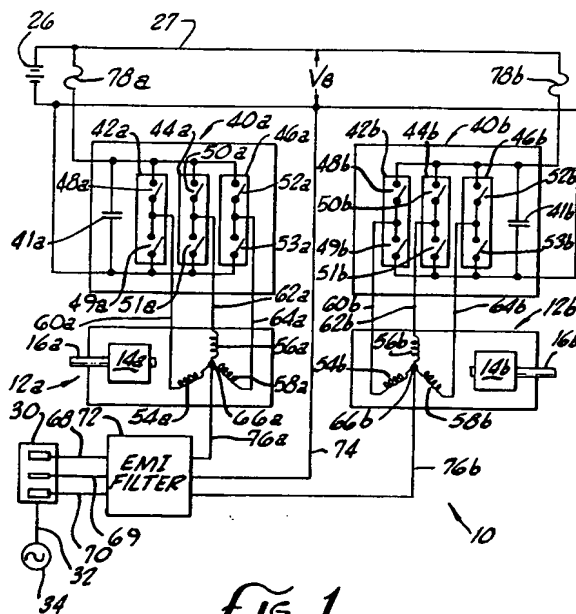 26
27
78a
VB
78b
42a 44a 40a 46a
50a
48a
52a
41a
53a
49a 51a
60a
62a
64a
42b 44b 40b 46b
48b
52b
50b
41b
49b
53b
51b
60b
62b
64b
12b
16a
14a
56a
12a
54a
66a
58a
56b
54b
14b
16b
66b
58b
30
68
72
76a
74
76b
EMI
FILTER
69
70
32
34
10
FIG. 1